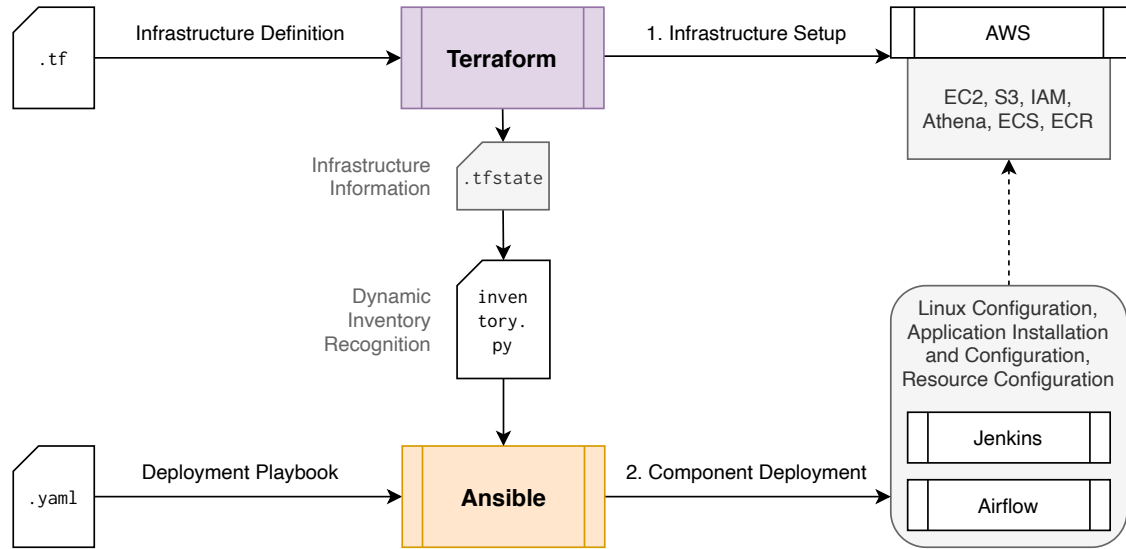 Infrastructure Definition
1. Infrastructure Setup
AWS
.tf
Terraform
EC2, S3, IAM,
Athena, ECS, ECR
Infrastructure
Information
.tfstate
Dynamic
Inventory
Recognition
inven
tory.
py
Linux Configuration,
Application Installation
and Configuration,
Resource Configuration
Jenkins
Deployment Playbook
2. Component Deployment
.yaml
Ansible
Airflow